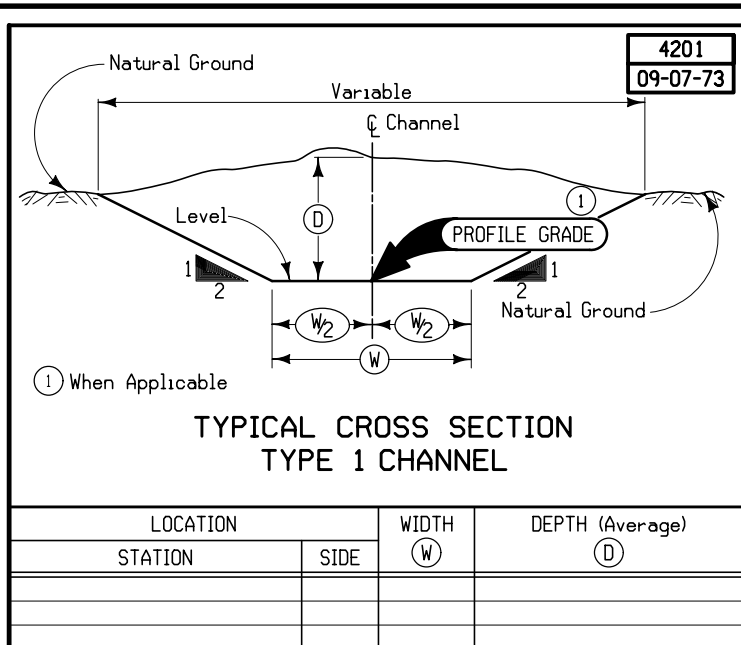 4201
09-07-73
Natural Ground
Variable
℄ Channel
1
Level
D
PROFILE GRADE
1
2
1
2
Natural Ground
W/2
W/2
W
1 When Applicable
TYPICAL CROSS SECTION
TYPE 1 CHANNEL
LOCATION
WIDTH
DEPTH (Average)
STATION
SIDE
W
D